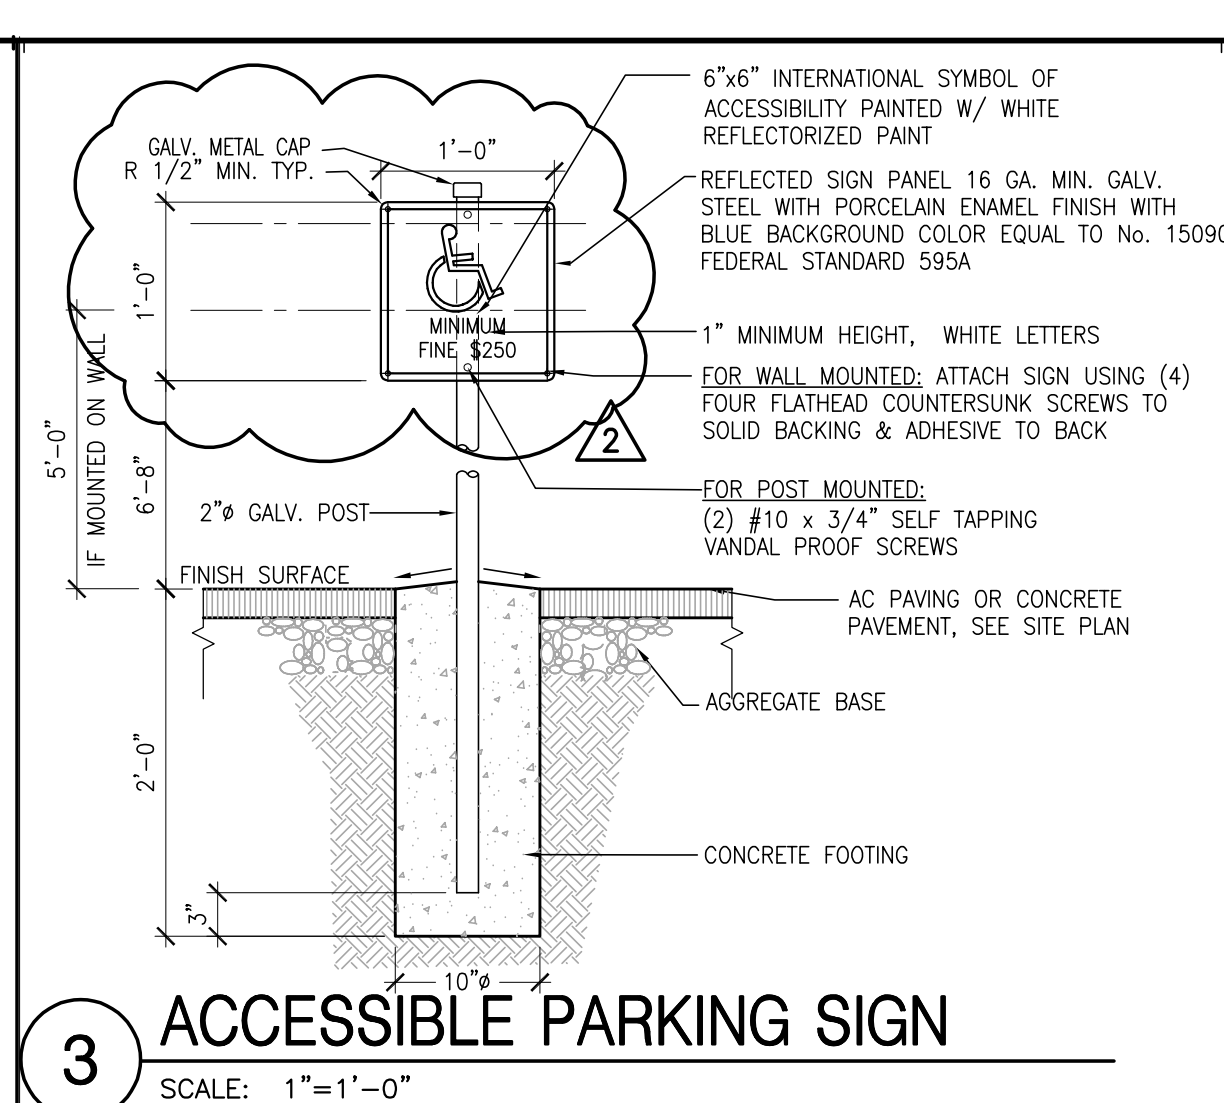 6"x6" INTERNATIONAL SYMBOL OF
ACCESSIBILITY PAINTED W/ WHITE
REFLECTORIZED PAINT
GALV. METAL CAP
R 1/2" MIN. TYP.
1'-0"
REFLECTED SIGN PANEL 16 GA. MIN. GALV.
STEEL WITH PORCELAIN ENAMEL FINISH WITH
BLUE BACKGROUND COLOR EQUAL TO No. 15090
FEDERAL STANDARD 595A
1'-0"
MINIMUM
FINE $250
1" MINIMUM HEIGHT, WHITE LETTERS
FOR WALL MOUNTED: ATTACH SIGN USING (4)
FOUR FLATHEAD COUNTERSUNK SCREWS TO
SOLID BACKING & ADHESIVE TO BACK
2
5'-0"
IF MOUNTED ON WALL
6'-8"
FOR POST MOUNTED:
(2) #10 x 3/4" SELF TAPPING
VANDAL PROOF SCREWS
2"ø GALV. POST
FINISH SURFACE
AC PAVING OR CONCRETE
PAVEMENT, SEE SITE PLAN
AGGREGATE BASE
2'-0"
CONCRETE FOOTING
3"
10"ø
3
ACCESSIBLE PARKING SIGN
SCALE: 1"=1'-0"